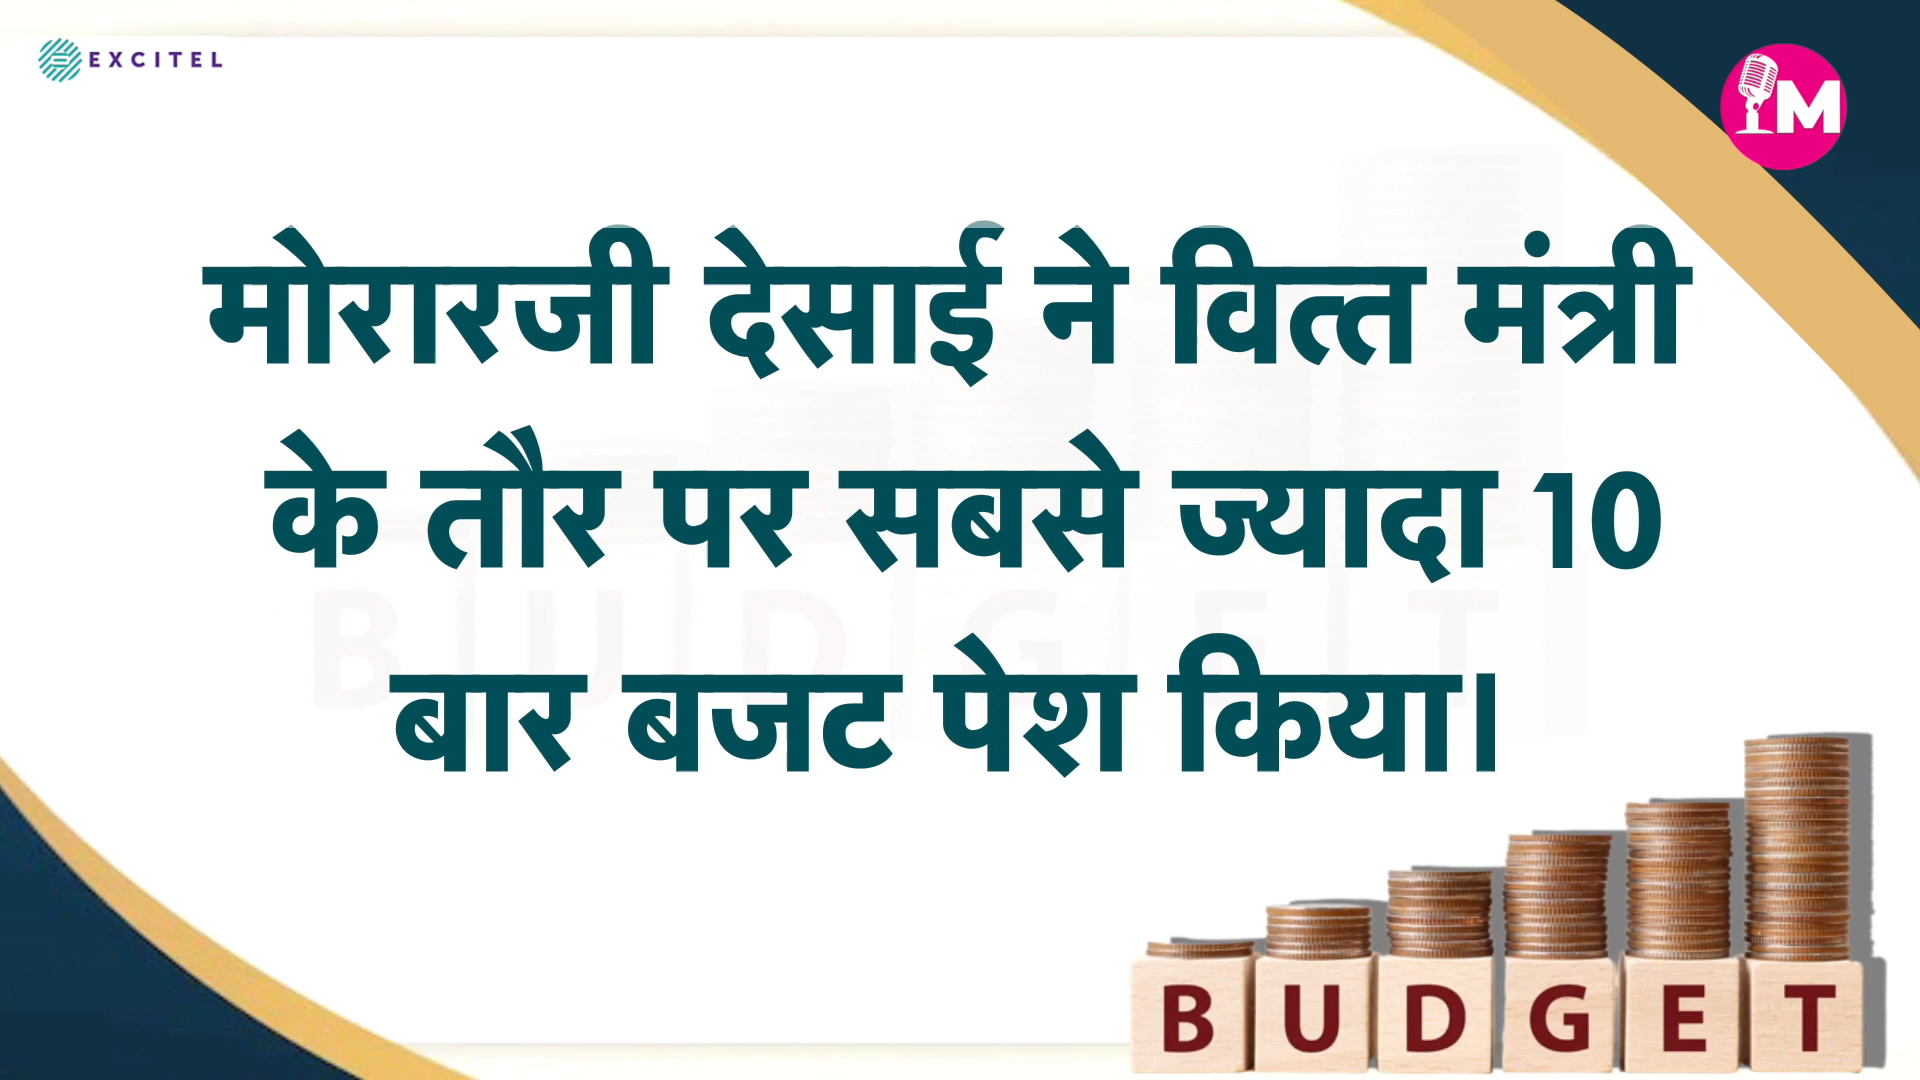 EXCITEL
M
मोरारजी देसाई ने वित्त मंत्री
के तौर पर सबसे ज्यादा 10
बार बजट पेश किया।
BUDGET